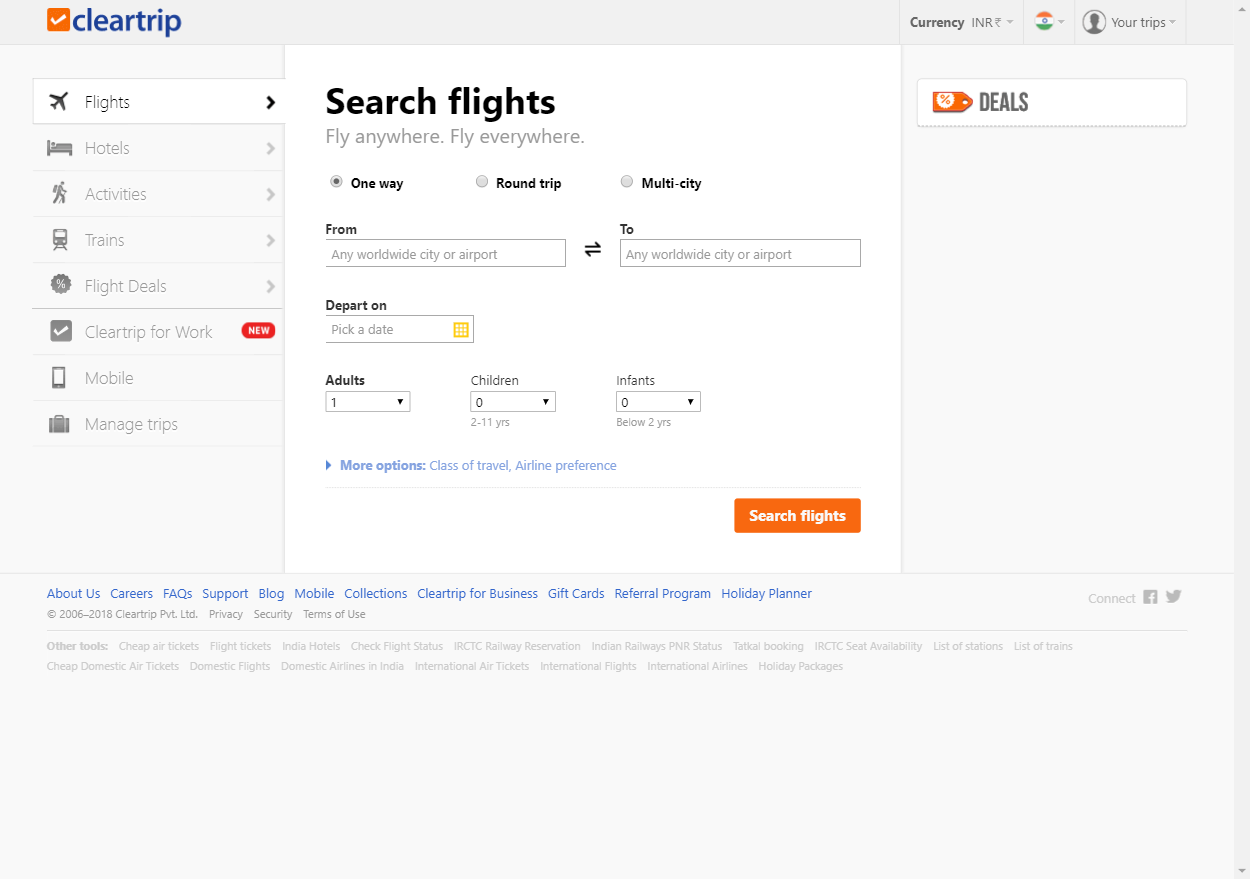 cleartrip
Currency INR ₹
Your trips
Flights
Hotels
Activities
Trains
% Flight Deals
Cleartrip for Work NEW
Mobile
Manage trips
Search flights
Fly anywhere. Fly everywhere.
One way Round trip Multi-city
From To
Any worldwide city or airport Any worldwide city or airport
Depart on
Pick a date
Adults Children Infants
1 0 0
2-11 yrs Below 2 yrs
More options: Class of travel, Airline preference
Search flights
% DEALS
About Us Careers FAQs Support Blog Mobile Collections Cleartrip for Business Gift Cards Referral Program Holiday Planner
© 2006–2018 Cleartrip Pvt. Ltd. Privacy Security Terms of Use
Connect
Other tools: Cheap air tickets Flight tickets India Hotels Check Flight Status IRCTC Railway Reservation Indian Railways PNR Status Tatkal booking IRCTC Seat Availability List of stations List of trains
Cheap Domestic Air Tickets Domestic Flights Domestic Airlines in India International Air Tickets International Flights International Airlines Holiday Packages